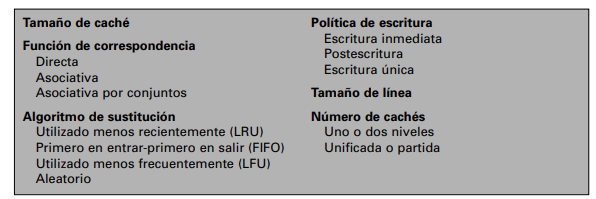 Tamaño de caché
Función de correspondencia
Directa
Asociativa
Asociativa por conjuntos
Algoritmo de sustitución
Utilizado menos recientemente (LRU)
Primero en entrar-primero en salir (FIFO)
Utilizado menos frecuentemente (LFU)
Aleatorio
Política de escritura
Escritura inmediata
Postescritura
Escritura única
Tamaño de línea
Número de cachés
Uno o dos niveles
Unificada o partida